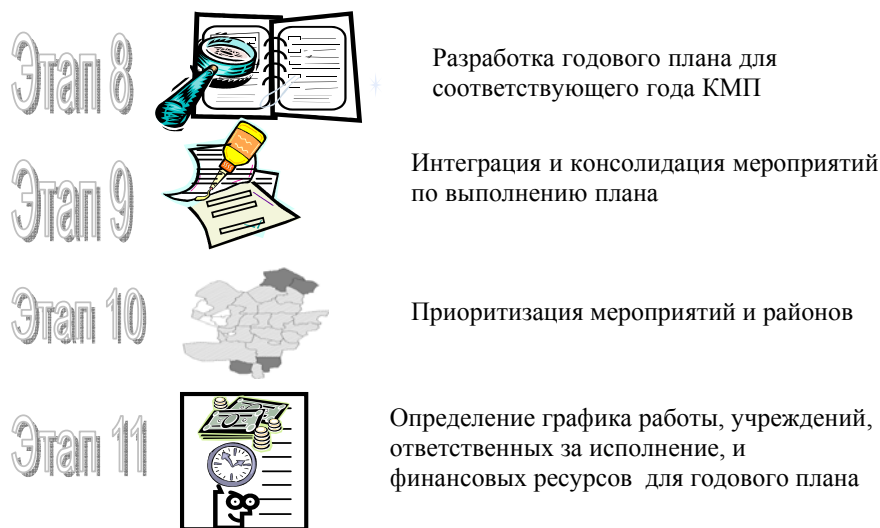 Этап 8
Разработка годового плана для
соответствующего года КМП
Этап 9
Интеграция и консолидация мероприятий
по выполнению плана
Этап 10
Приоритизация мероприятий и районов
Этап 11
Определение графика работы, учреждений,
ответственных за исполнение, и
финансовых ресурсов для годового плана